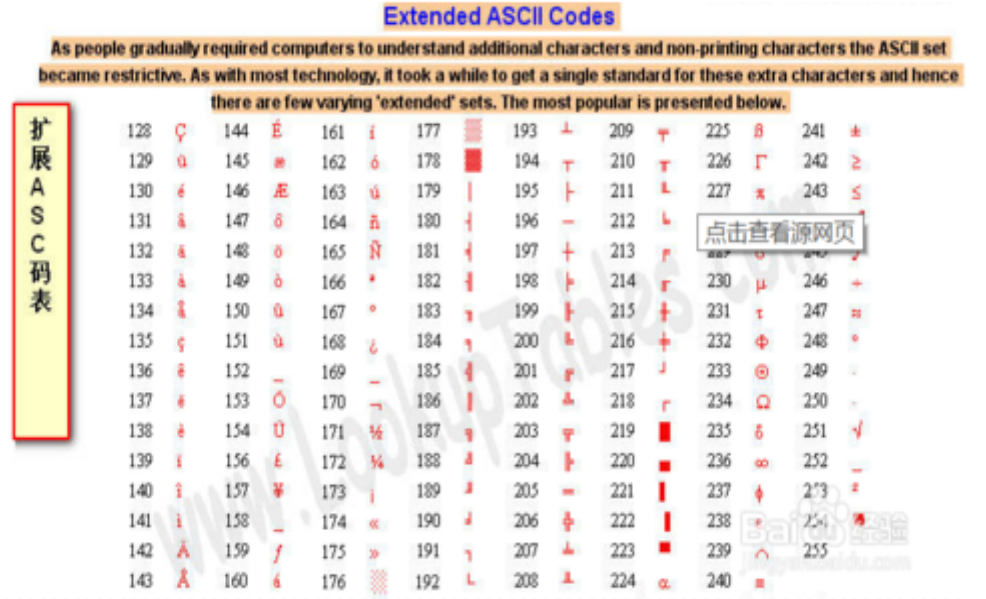 Extended ASCII Codes
As people gradually required computers to understand additional characters and non-printing characters the ASCII set
became restrictive. As with most technology, it took a while to get a single standard for these extra characters and hence
there are few varying 'extended' sets. The most popular is presented below.
扩展ASC码表
128 Ç 144 É 161 í 177 ▒ 193 ┴ 209 ╤ 225 ß 241 ±
129 ü 145 æ 162 ó 178 ▓ 194 ┬ 210 ╥ 226 Γ 242 ≥
130 é 146 Æ 163 ú 179 │ 195 ├ 211 ╙ 227 π 243 ≤
131 â 147 ô 164 ñ 180 ┤ 196 ─ 212 ╘
点击查看源网页
132 ä 148 ö 165 Ñ 181 ╡ 197 ┼ 213 ╒
133 à 149 ò 166 ª 182 ╢ 198 ╞ 214 ╓ 230 µ 246 ÷
134 å 150 û 167 º 183 ╖ 199 ╟ 215 ╫ 231 τ 247 ≈
135 ç 151 ù 168 ¿ 184 ╕ 200 ╚ 216 ╪ 232 Φ 248 °
136 ê 152 _ 169 _ 185 ╣ 201 ╔ 217 ┘ 233 Θ 249 ·
137 ë 153 Ö 170 ¬ 186 ║ 202 ╩ 218 ┌ 234 Ω 250 ·
138 è 154 Ü 171 ½ 187 ╗ 203 ╦ 219 █ 235 δ 251 √
139 ï 156 £ 172 ¼ 188 ╝ 204 ╠ 220 ▄ 236 ∞ 252 _
140 î 157 ¥ 173 ¡ 189 ╜ 205 ═ 221 ▌ 237 φ 253 ²
141 ì 158 _ 174 « 190 ╛ 206 ╬ 222 ▐ 238 ε 254 ■
142 Ä 159 ƒ 175 » 191 ┐ 207 ╧ 223 ▀ 239 ∩ 255
143 Å 160 á 176 ░ 192 └ 208 ╨ 224 α 240 ≡
www.LookupTables.com
Baidu经验
jingyan.baidu.com